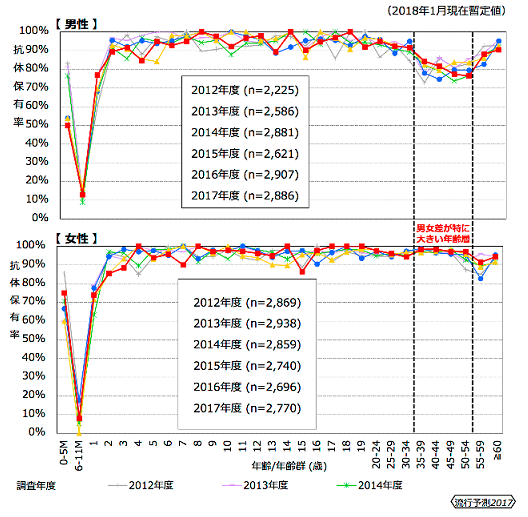 （2018年1月現在暫定値）
【 男性 】
100%
90%
80%
70%
60%
50%
40%
30%
20%
10%
0%
抗体保有率
2012年度 (n=2,225)
2013年度 (n=2,586)
2014年度 (n=2,881)
2015年度 (n=2,621)
2016年度 (n=2,907)
2017年度 (n=2,886)
男女差が特に
大きい年齢層
【 女性 】
100%
90%
80%
70%
60%
50%
40%
30%
20%
10%
0%
抗体保有率
2012年度 (n=2,869)
2013年度 (n=2,938)
2014年度 (n=2,859)
2015年度 (n=2,740)
2016年度 (n=2,696)
2017年度 (n=2,770)
0-5M 6-11M 1 2 3 4 5 6 7 8 9 10 11 12 13 14 15 16 17 18 19 20-24 25-29 30-34 35-39 40-44 45-49 50-54 55-59 ≧60
年齢/年齢群 (歳)
調査年度 2012年度 2013年度 2014年度
流行予測2017